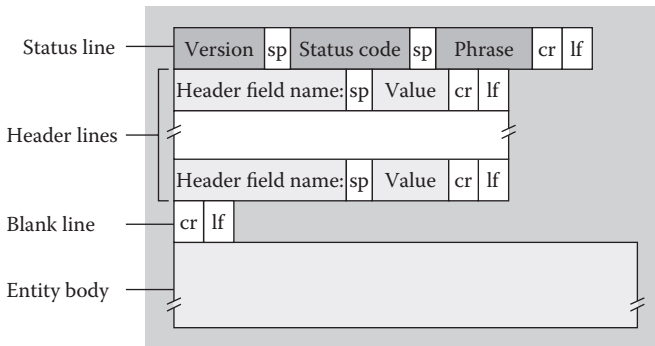 Status line Version sp Status code sp Phrase cr lf
Header field name: sp Value cr lf
Header lines
Header field name: sp Value cr lf
Blank line cr lf
Entity body